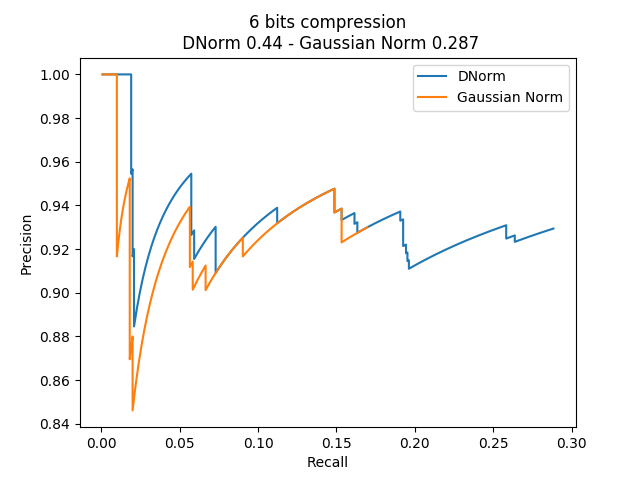 6 bits compression
DNorm 0.44 - Gaussian Norm 0.287
DNorm
Gaussian Norm
1.00
0.98
0.96
0.94
0.92
0.90
0.88
0.86
0.84
Precision
0.00 0.05 0.10 0.15 0.20 0.25 0.30
Recall